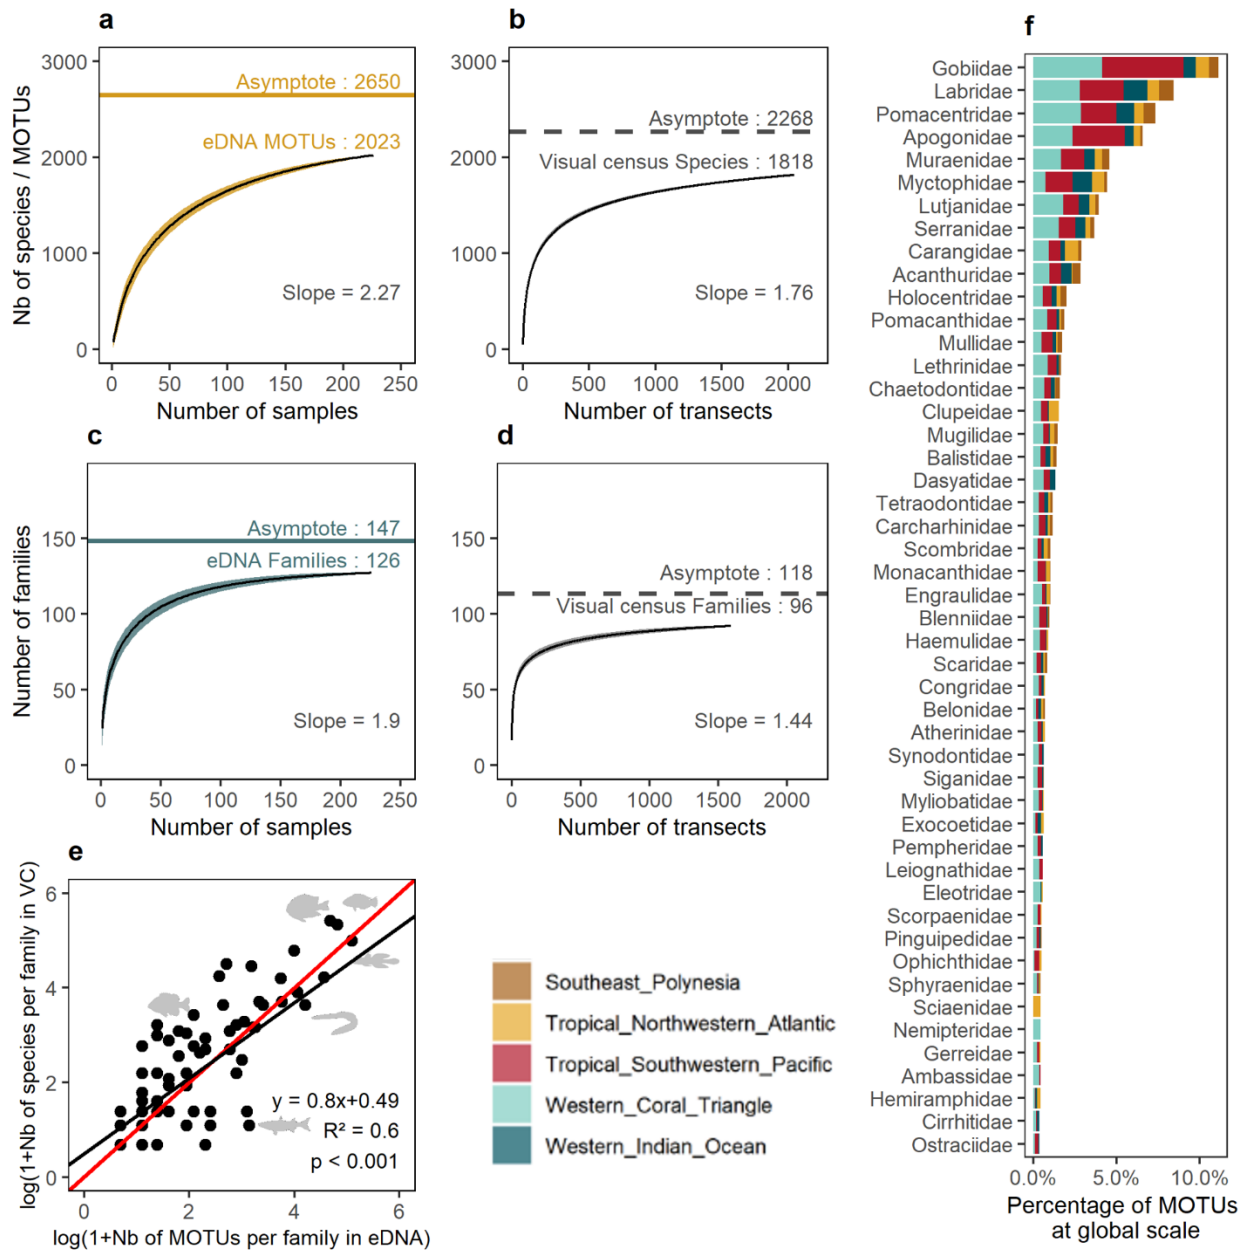 a
3000
2000
1000
0
Nb of species / MOTUs
Asymptote : 2650
eDNA MOTUs : 2023
Slope = 2.27
0 50 100 150 200 250
Number of samples
b
3000
2000
1000
0
Asymptote : 2268
Visual census Species : 1818
Slope = 1.76
0 500 1000 1500 2000
Number of transects
c
150
100
50
0
Number of families
Asymptote : 147
eDNA Families : 126
Slope = 1.9
0 50 100 150 200 250
Number of samples
d
150
100
50
0
Asymptote : 118
Visual census Families : 96
Slope = 1.44
0 500 1000 1500 2000
Number of transects
e
6
4
2
0
log(1+Nb of species per family in VC)
y = 0.8x+0.49
R² = 0.6
p < 0.001
0 2 4 6
log(1+Nb of MOTUs per family in eDNA)
Southeast_Polynesia
Tropical_Northwestern_Atlantic
Tropical_Southwestern_Pacific
Western_Coral_Triangle
Western_Indian_Ocean
f
Gobiidae
Labridae
Pomacentridae
Apogonidae
Muraenidae
Myctophidae
Lutjanidae
Serranidae
Carangidae
Acanthuridae
Holocentridae
Pomacanthidae
Mullidae
Lethrinidae
Chaetodontidae
Clupeidae
Mugilidae
Balistidae
Dasyatidae
Tetraodontidae
Carcharhinidae
Scombridae
Monacanthidae
Engraulidae
Blenniidae
Haemulidae
Scaridae
Congridae
Belonidae
Atherinidae
Synodontidae
Siganidae
Myliobatidae
Exocoetidae
Pempheridae
Leiognathidae
Eleotridae
Scorpaenidae
Pinguipedidae
Ophichthidae
Sphyraenidae
Sciaenidae
Nemipteridae
Gerreidae
Ambassidae
Hemiramphidae
Cirrhitidae
Ostraciidae
0.0% 5.0% 10.0%
Percentage of MOTUs
at global scale